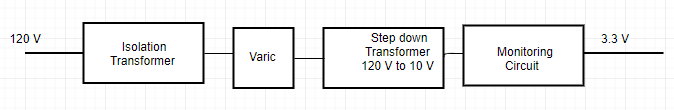 120 V
Isolation
Transformer
Varic
Step down
Transformer
120 V to 10 V
Monitoring
Circuit
3.3 V